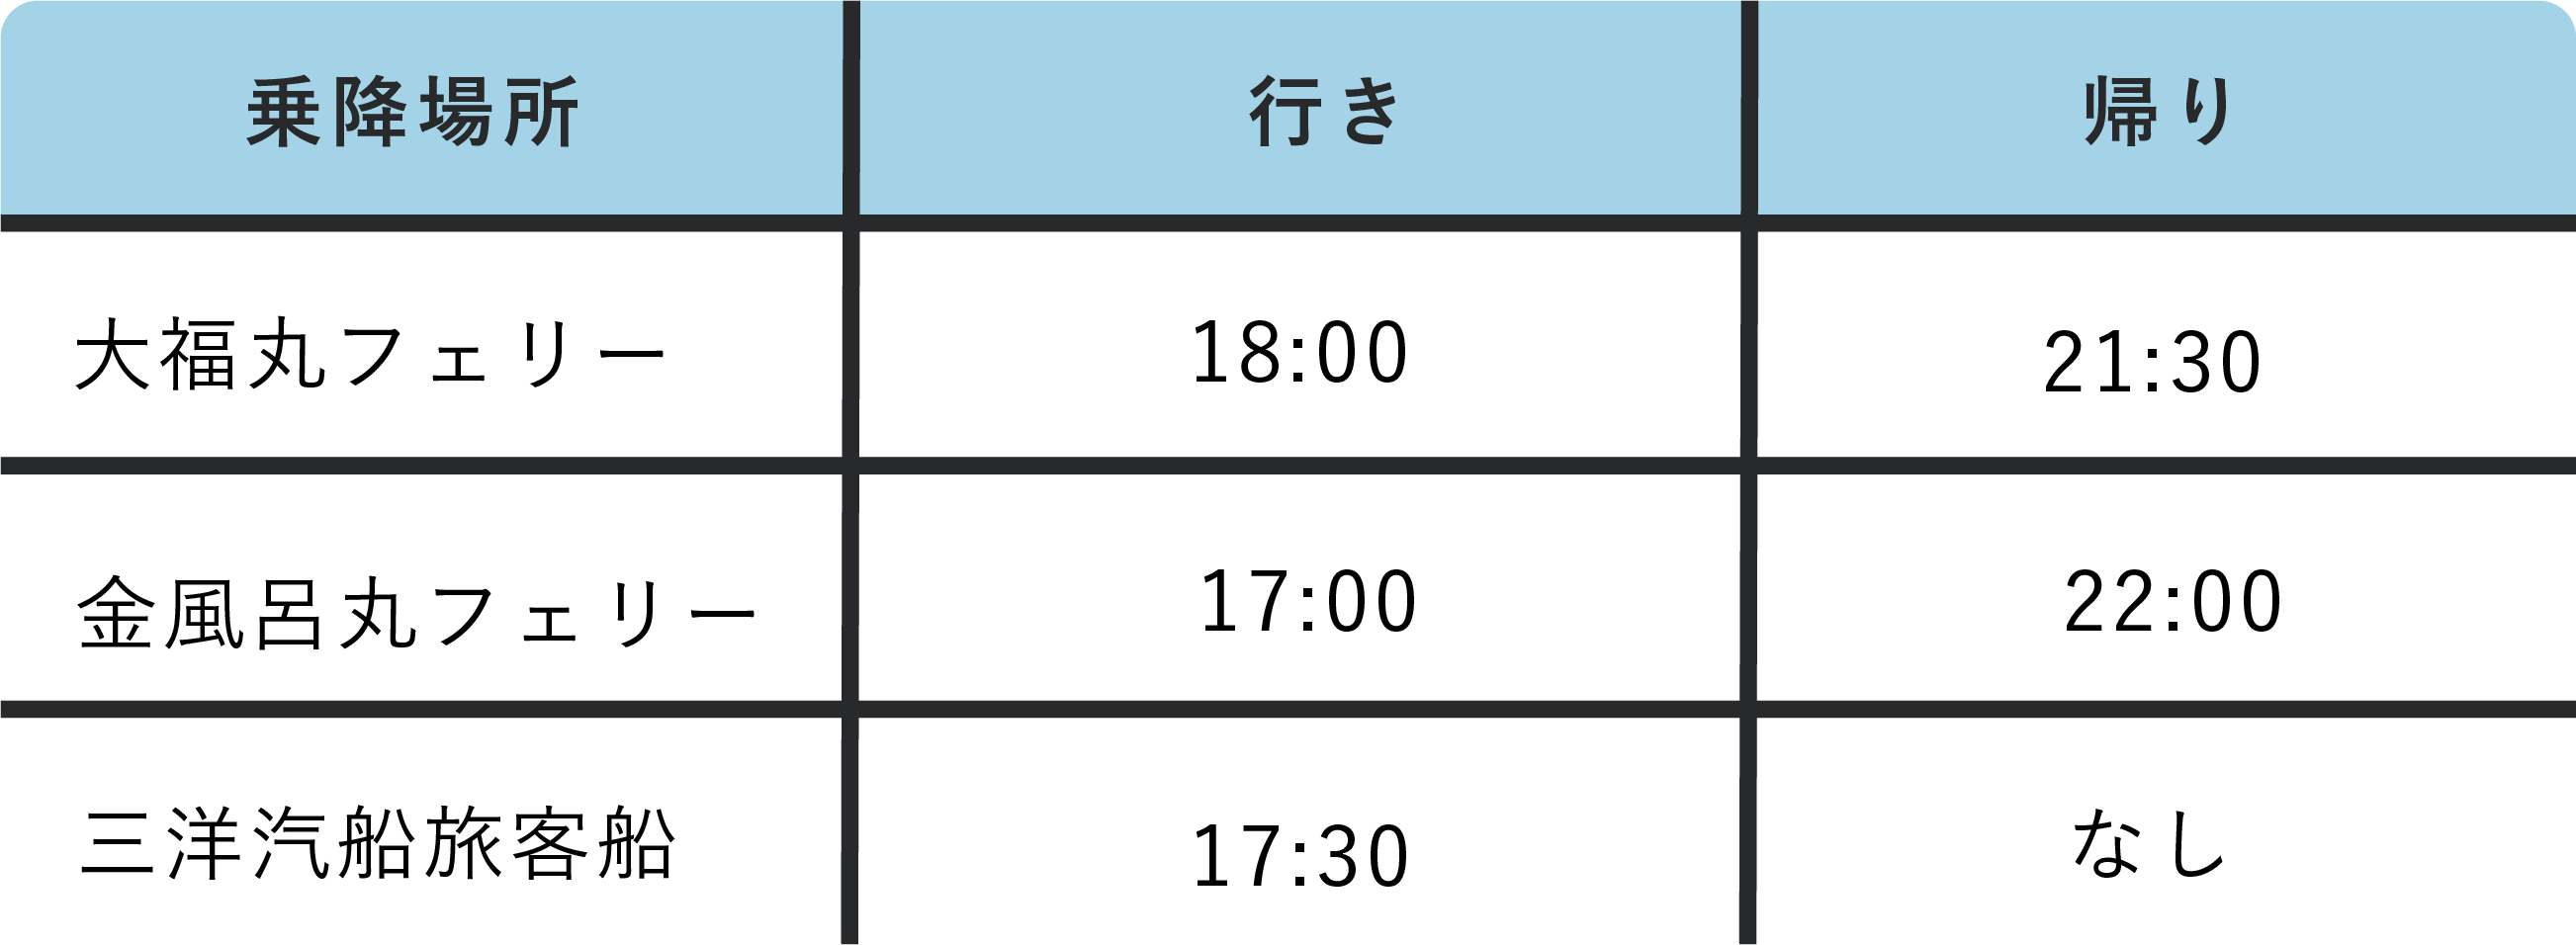 乗降場所 行き 帰り
大福丸フェリー 18:00 21:30
金風呂丸フェリー 17:00 22:00
三洋汽船旅客船 17:30 なし